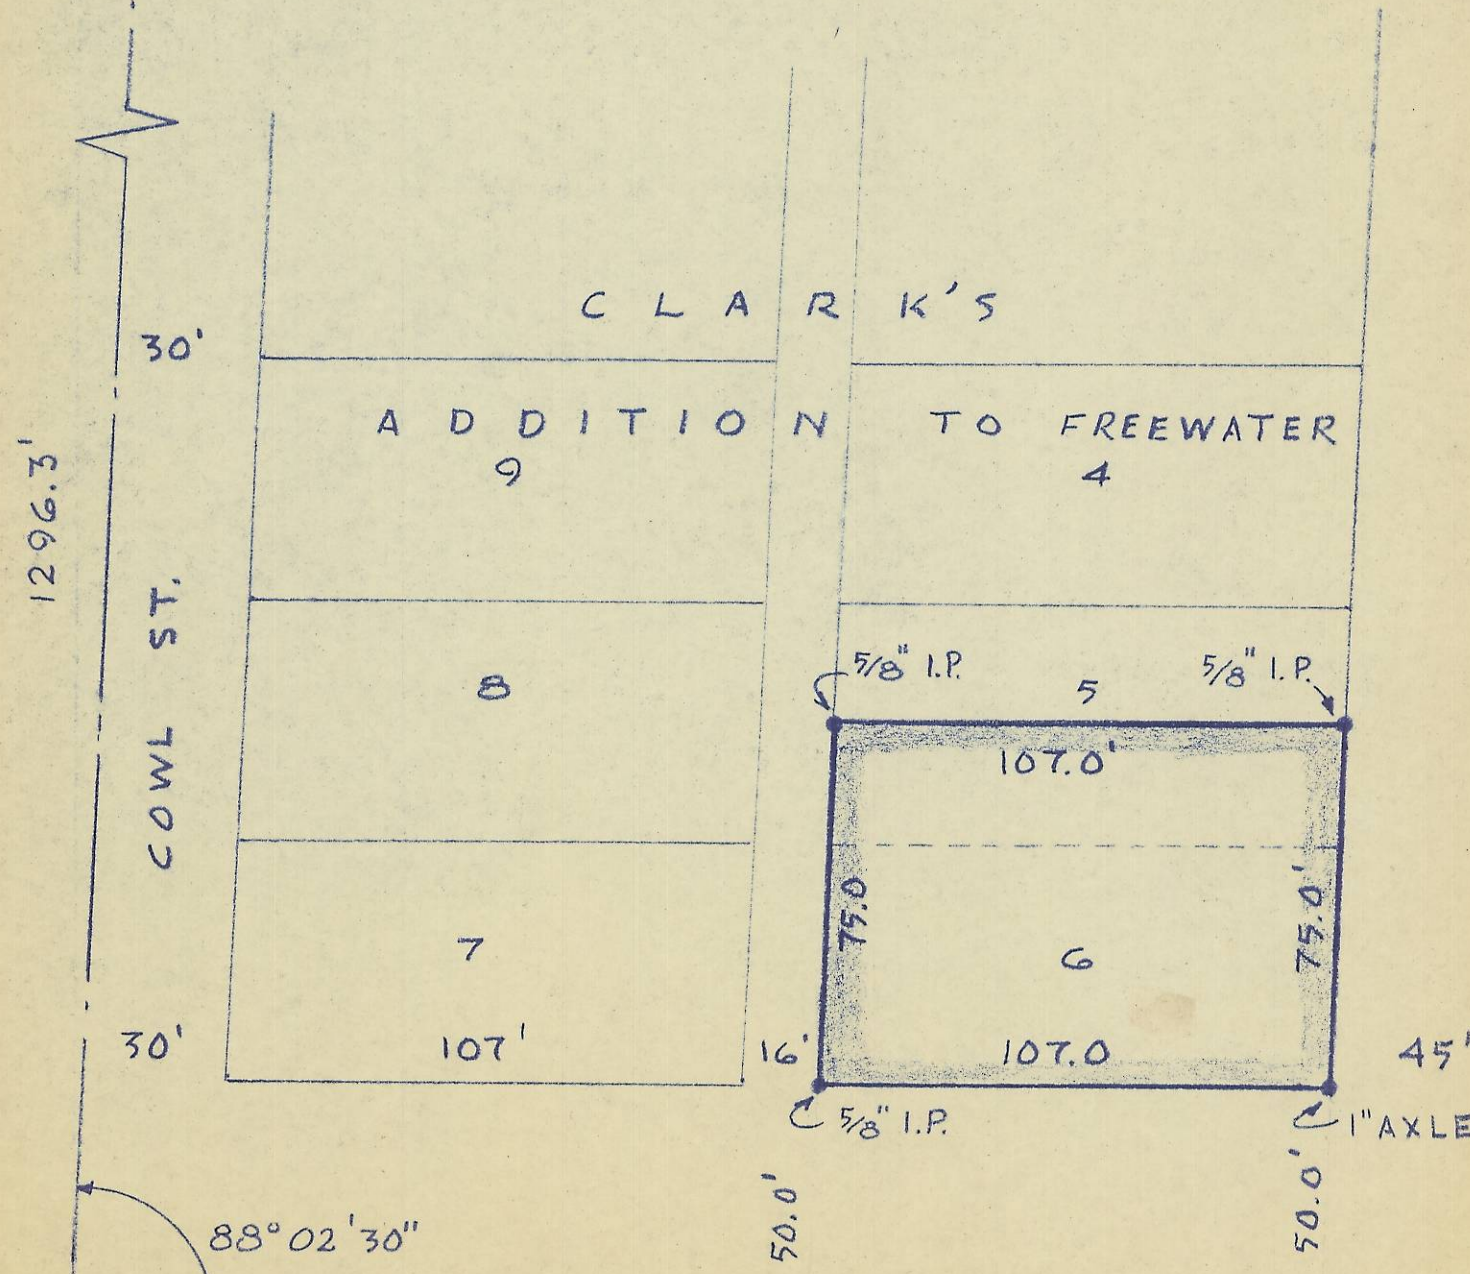 CLARK'S
30'
ADDITION TO FREEWATER
9
4
1296.3'
COWL ST.
5/8" I.P.
5/8" I.P.
5
8
107.0'
75.0'
75.0'
7
6
30'
107'
16'
107.0
45'
5/8" I.P.
1" AXLE
50.0'
50.0'
88° 02' 30"